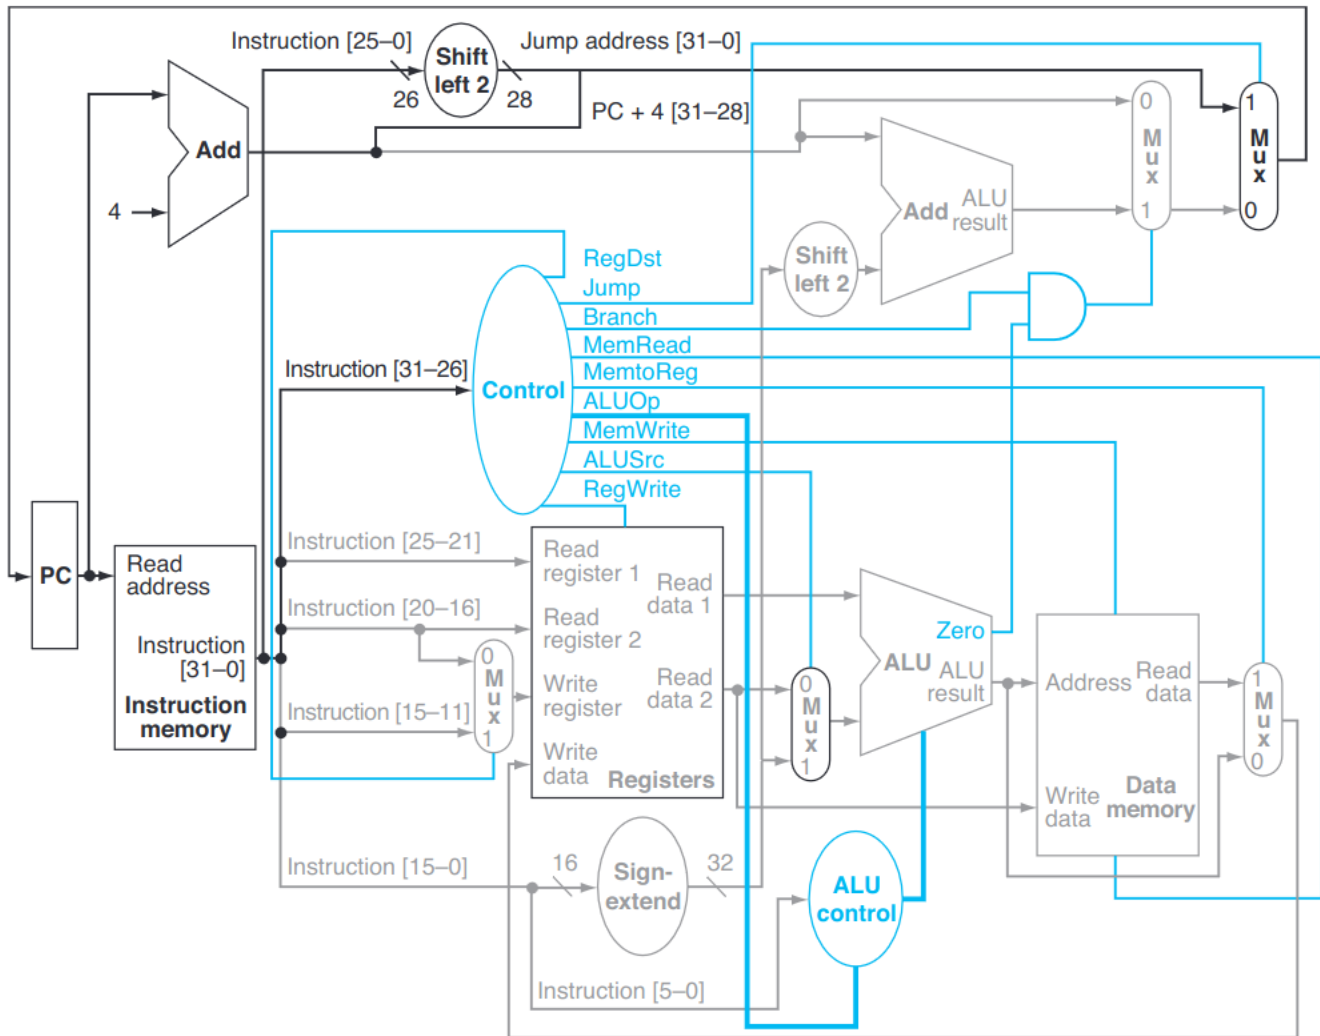 Instruction [25–0]
Shift
left 2
Jump address [31–0]
26
28
PC + 4 [31–28]
Add
4
0
M
u
x
1
1
M
u
x
0
Add
ALU
result
Shift
left 2
RegDst
Jump
Branch
MemRead
MemtoReg
ALUOp
MemWrite
ALUSrc
RegWrite
Instruction [31–26]
Control
PC
Read
address
Instruction
[31–0]
Instruction
memory
Instruction [25–21]
Instruction [20–16]
Instruction [15–11]
0
M
u
x
1
Read
register 1
Read
register 2
Write
register
Write
data
Read
data 1
Read
data 2
Registers
0
M
u
x
1
Zero
ALU
ALU
result
Address
Read
data
Write
data
Data
memory
1
M
u
x
0
Instruction [15–0]
16
Sign-
extend
32
ALU
control
Instruction [5–0]